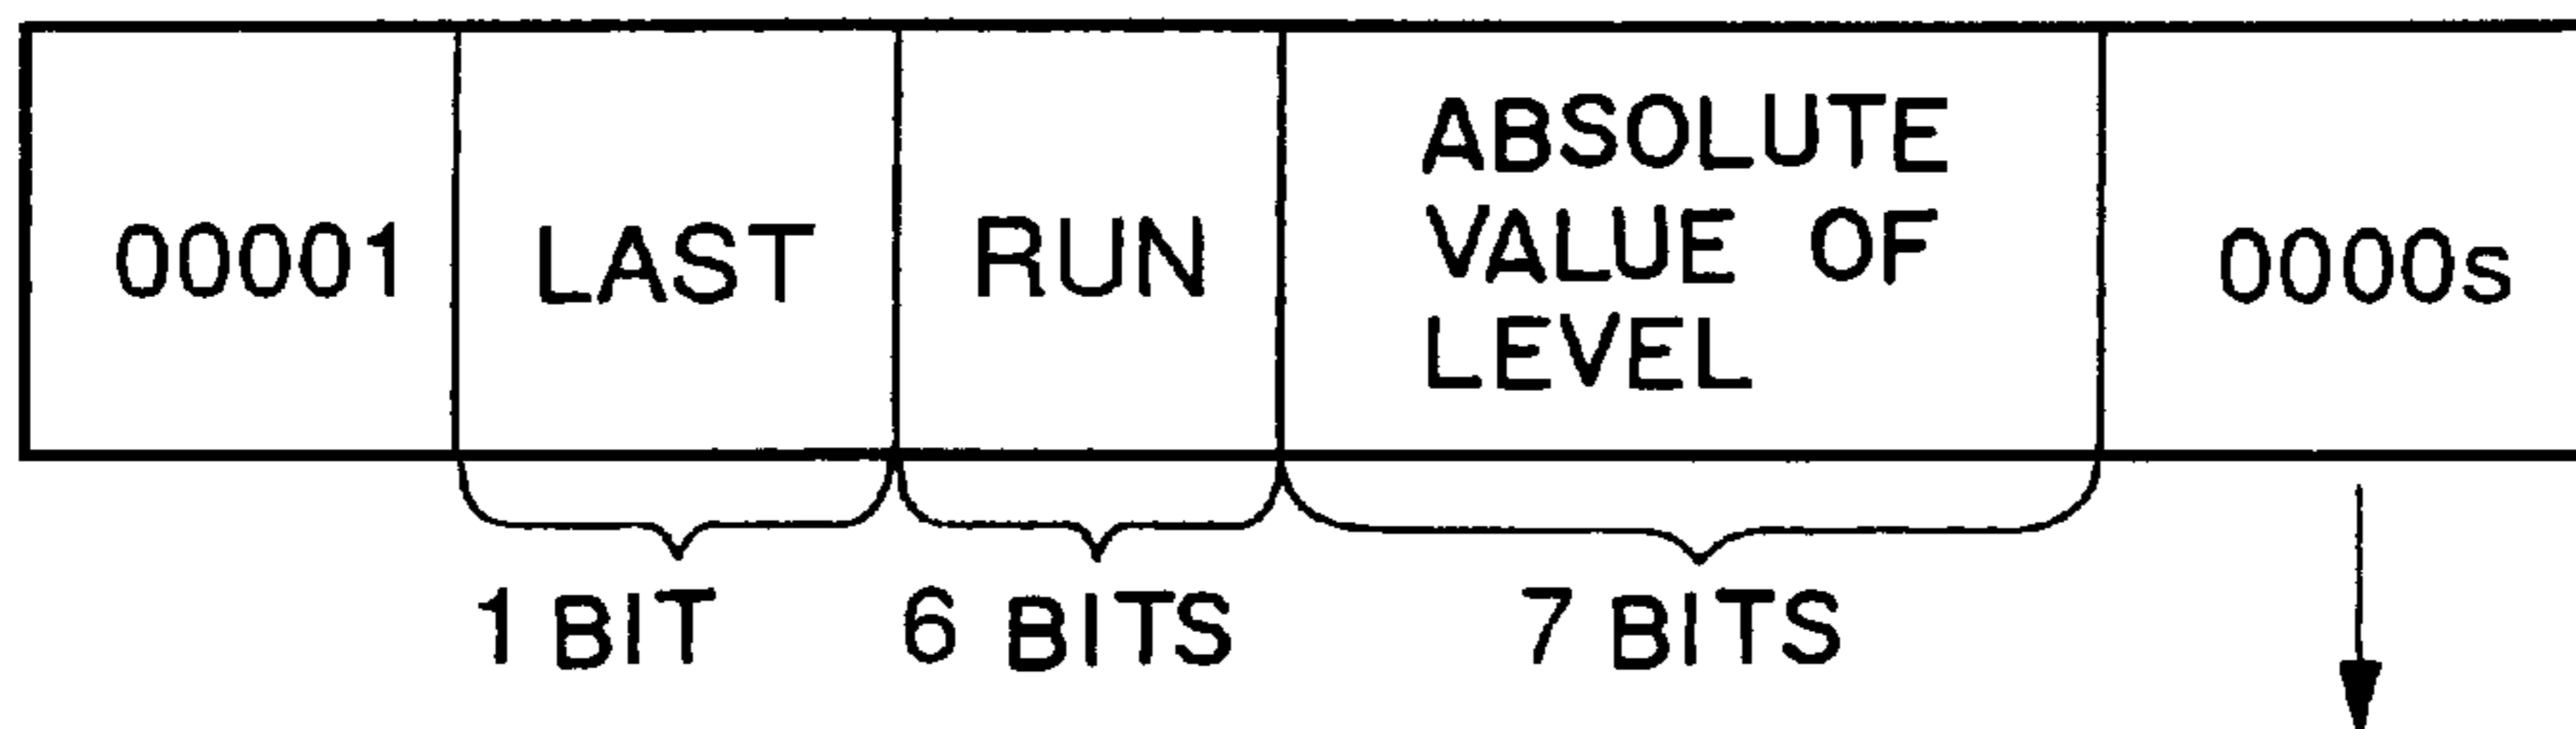 00001
LAST
RUN
ABSOLUTE
VALUE OF
LEVEL
0000s
1 BIT
6 BITS
7 BITS